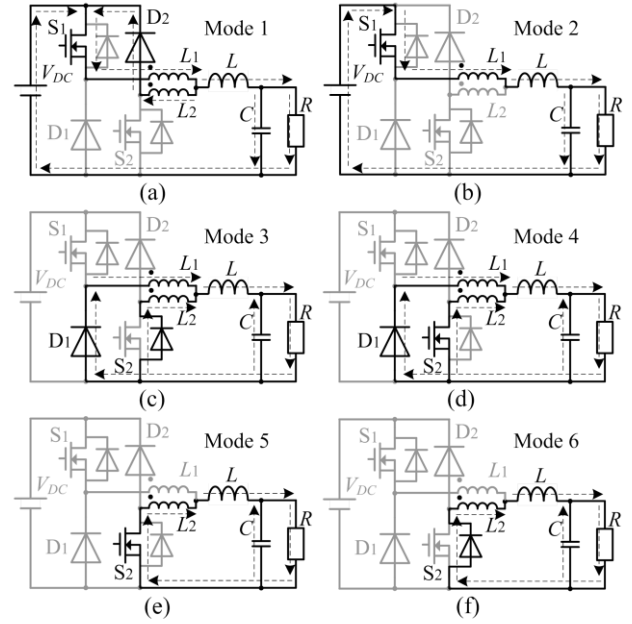 S1
D2
Mode 1
VDC
L1
L
D1
L2
S2
C
R
(a)
S1
D2
Mode 2
VDC
L1
L
D1
L2
S2
C
R
(b)
S1
D2
Mode 3
VDC
L1
L
D1
L2
S2
C
R
(c)
S1
D2
Mode 4
VDC
L1
L
D1
L2
S2
C
R
(d)
S1
D2
Mode 5
VDC
L1
L
D1
L2
S2
C
R
(e)
S1
D2
Mode 6
VDC
L1
L
D1
L2
S2
C
R
(f)